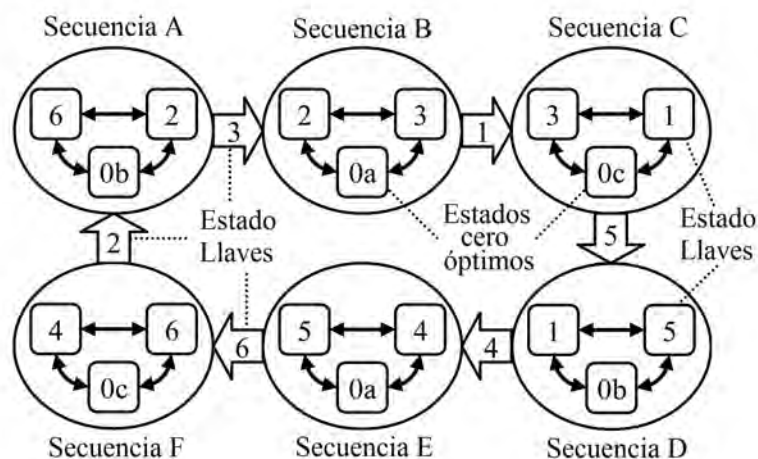 Secuencia A
Secuencia B
Secuencia C
6
2
0b
3
2
3
0a
1
3
1
0c
Estado
Llaves
Estados
cero
óptimos
Estado
Llaves
2
5
4
6
0c
6
5
4
0a
4
1
5
0b
Secuencia F
Secuencia E
Secuencia D